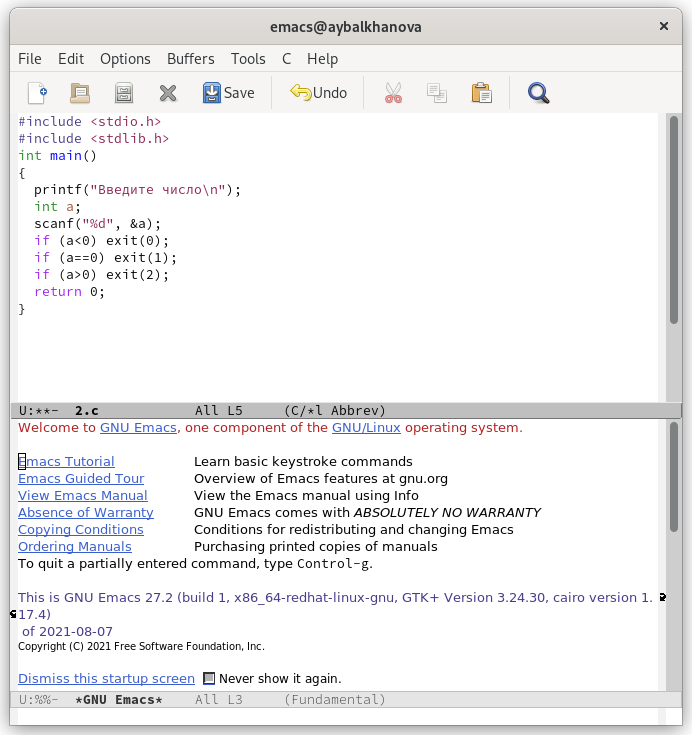 emacs@aybalkhanova
File Edit Options Buffers Tools C Help
Save Undo
#include <stdio.h>
#include <stdlib.h>
int main()
{
  printf("Введите число\n");
  int a;
  scanf("%d", &a);
  if (a<0) exit(0);
  if (a==0) exit(1);
  if (a>0) exit(2);
  return 0;
}
U:**-  2.c            All L5     (C/*l Abbrev)
Welcome to GNU Emacs, one component of the GNU/Linux operating system.
Emacs Tutorial Learn basic keystroke commands
Emacs Guided Tour Overview of Emacs features at gnu.org
View Emacs Manual View the Emacs manual using Info
Absence of Warranty GNU Emacs comes with ABSOLUTELY NO WARRANTY
Copying Conditions Conditions for redistributing and changing Emacs
Ordering Manuals Purchasing printed copies of manuals
To quit a partially entered command, type Control-g.
This is GNU Emacs 27.2 (build 1, x86_64-redhat-linux-gnu, GTK+ Version 3.24.30, cairo version 1.
17.4)
 of 2021-08-07
Copyright (C) 2021 Free Software Foundation, Inc.
Dismiss this startup screen Never show it again.
U:%%-  *GNU Emacs*    All L3     (Fundamental)